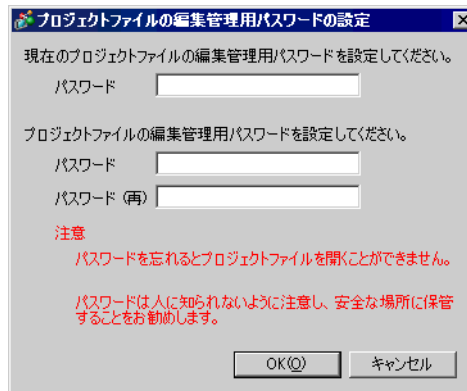 プロジェクトファイルの編集管理用パスワードの設定
現在のプロジェクトファイルの編集管理用パスワードを設定してください。
パスワード
プロジェクトファイルの編集管理用パスワードを設定してください。
パスワード
パスワード（再）
注意
パスワードを忘れるとプロジェクトファイルを開くことができません。
パスワードは人に知られないように注意し、安全な場所に保管
することをお勧めします。
OK(O) キャンセル